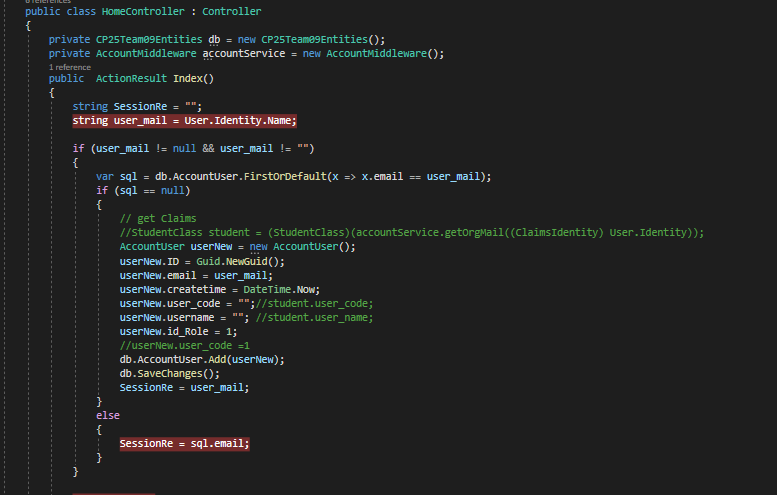 6 references
public class HomeController : Controller
{
private CP25Team09Entities db = new CP25Team09Entities();
private AccountMiddleware accountService = new AccountMiddleware();
1 reference
public ActionResult Index()
{
string SessionRe = "";
string user_mail = User.Identity.Name;
if (user_mail != null && user_mail != "")
{
var sql = db.AccountUser.FirstOrDefault(x => x.email == user_mail);
if (sql == null)
{
// get Claims
//StudentClass student = (StudentClass)(accountService.getOrgMail((ClaimsIdentity) User.Identity));
AccountUser userNew = new AccountUser();
userNew.ID = Guid.NewGuid();
userNew.email = user_mail;
userNew.createtime = DateTime.Now;
userNew.user_code = "";//student.user_code;
userNew.username = ""; //student.user_name;
userNew.id_Role = 1;
//userNew.user_code =1
db.AccountUser.Add(userNew);
db.SaveChanges();
SessionRe = user_mail;
}
else
{
SessionRe = sql.email;
}
}